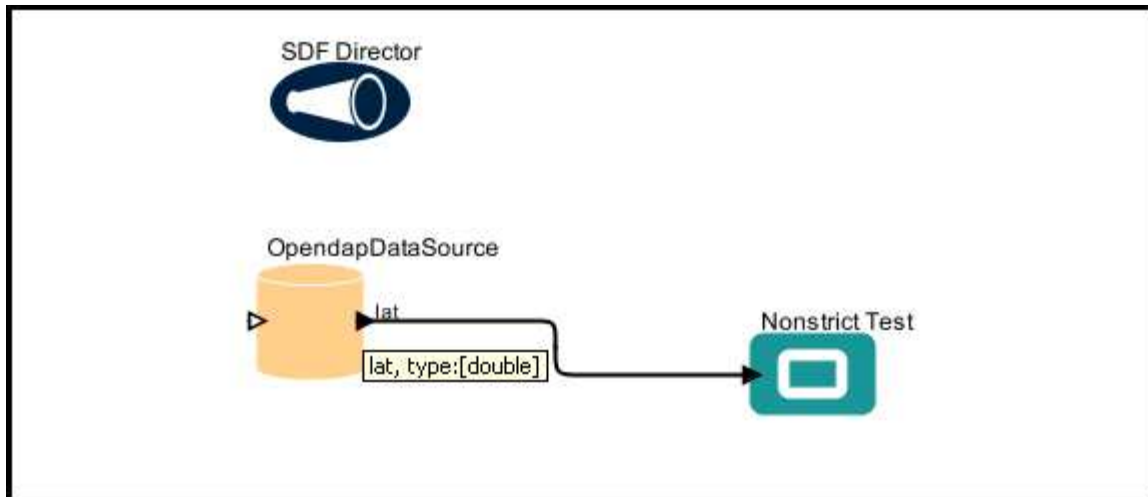 SDF Director
OpendapDataSource
lat
Nonstrict Test
lat, type:[double]